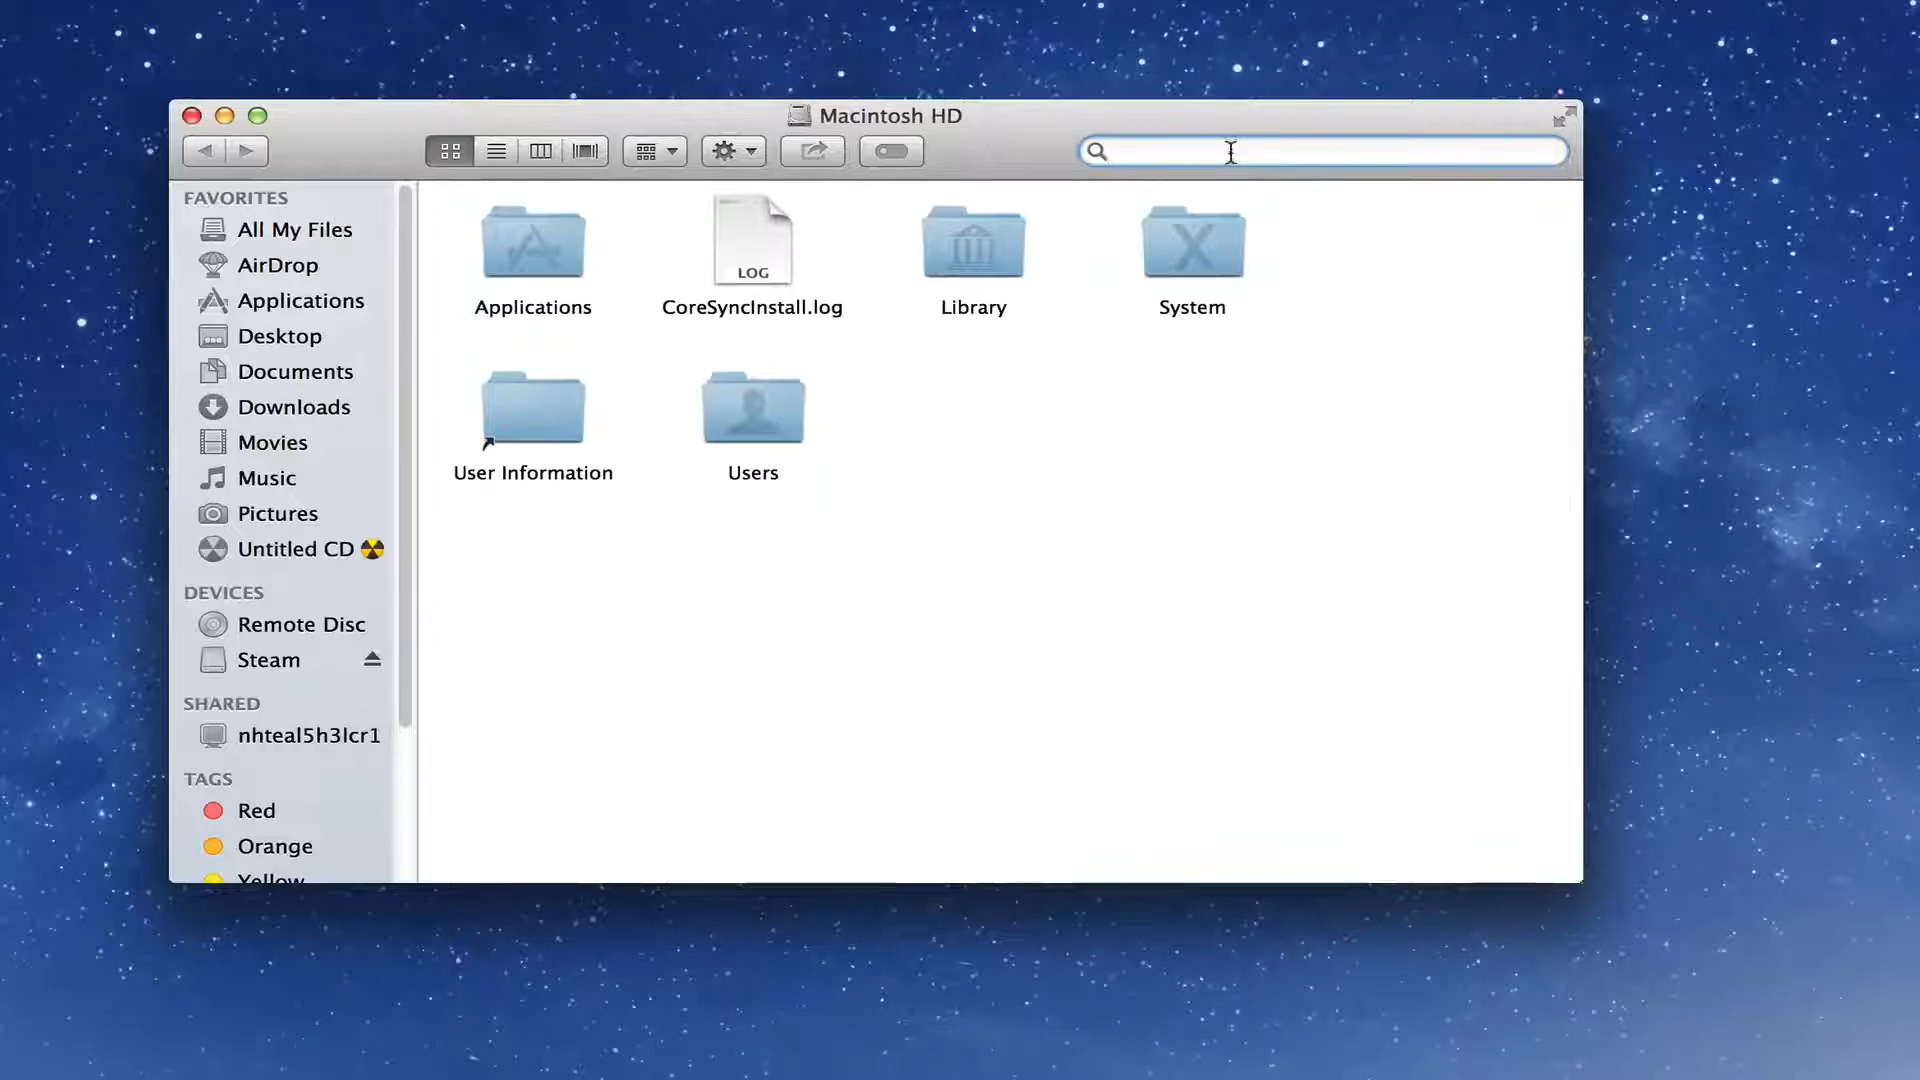 Macintosh HD
FAVORITES
All My Files
AirDrop
Applications
Desktop
Documents
Downloads
Movies
Music
Pictures
Untitled CD
DEVICES
Remote Disc
Steam
SHARED
nhteal5h3lcr1
TAGS
Red
Orange
Yellow
LOG
Applications
CoreSyncInstall.log
Library
System
User Information
Users